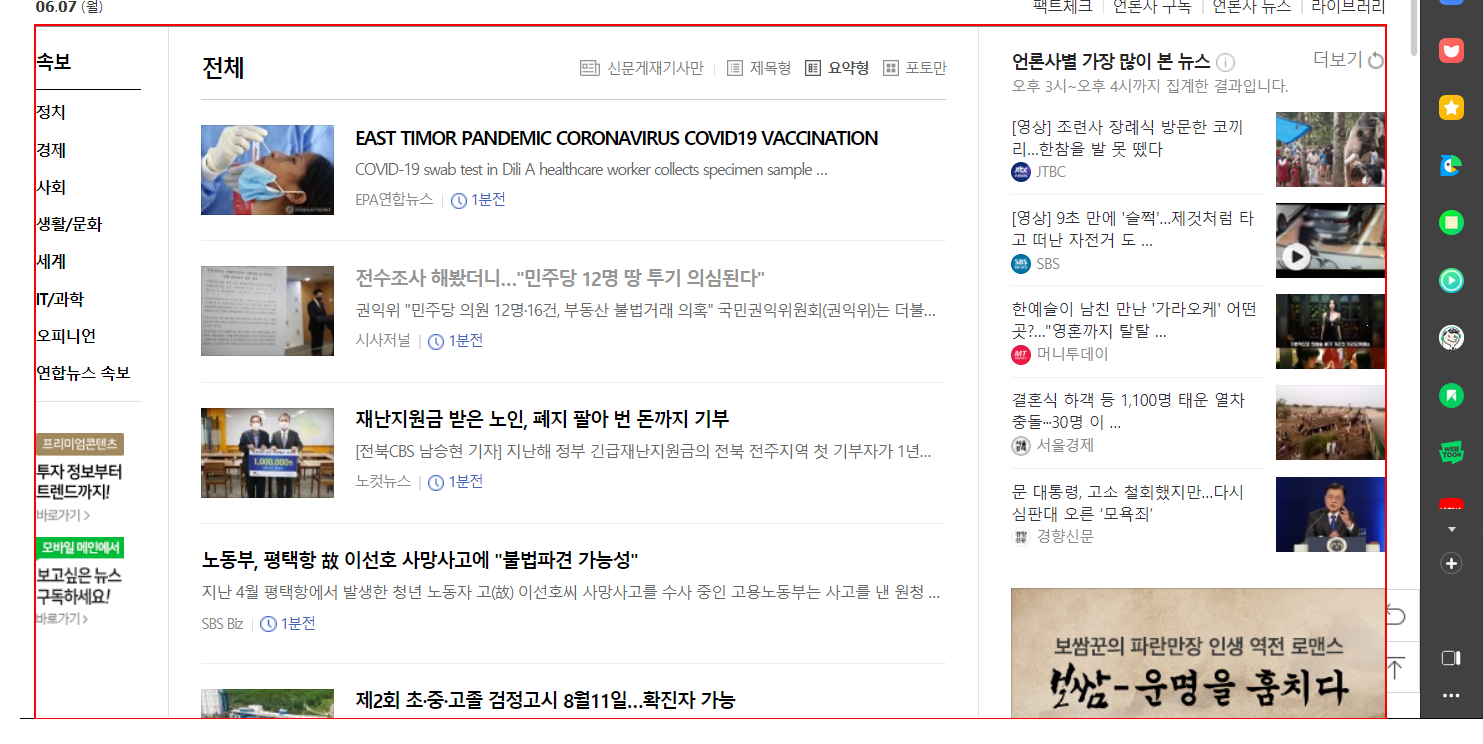 06.07 (월)
팩트체크 언론사 구독 언론사 뉴스 라이브러리
속보
정치
경제
사회
생활/문화
세계
IT/과학
오피니언
연합뉴스 속보
프리미엄콘텐츠
투자 정보부터
트렌드까지!
바로가기 >
모바일 메인에서
보고싶은 뉴스
구독하세요!
바로가기 >
전체
신문게재기사만 제목형 요약형 포토만
EAST TIMOR PANDEMIC CORONAVIRUS COVID19 VACCINATION
COVID-19 swab test in Dili A healthcare worker collects specimen sample ...
EPA연합뉴스 1분전
전수조사 해봤더니..."민주당 12명 땅 투기 의심된다"
권익위 "민주당 의원 12명·16건, 부동산 불법거래 의혹" 국민권익위원회(권익위)는 더불...
시사저널 1분전
재난지원금 받은 노인, 폐지 팔아 번 돈까지 기부
[전북CBS 남승현 기자] 지난해 정부 긴급재난지원금의 전북 전주지역 첫 기부자가 1년...
노컷뉴스 1분전
1,000,000원
노동부, 평택항 故 이선호 사망사고에 "불법파견 가능성"
지난 4월 평택항에서 발생한 청년 노동자 고(故) 이선호씨 사망사고를 수사 중인 고용노동부는 사고를 낸 원청 ...
SBS Biz 1분전
제2회 초·중·고졸 검정고시 8월11일...확진자 가능
언론사별 가장 많이 본 뉴스 i 더보기
오후 3시~오후 4시까지 집계한 결과입니다.
[영상] 조련사 장례식 방문한 코끼
리...한참을 발 못 뗐다
JTBC
[영상] 9초 만에 '슬쩍'...제것처럼 타
고 떠난 자전거 도 ...
SBS
한예슬이 남친 만난 '가라오케' 어떤
곳?..."영혼까지 탈탈 ...
MT 머니투데이
결혼식 하객 등 1,100명 태운 열차
충돌···30명 이 ...
서울경제
문 대통령, 고소 철회했지만...다시
심판대 오른 ‘모욕죄’
경향신문
보쌈꾼의 파란만장 인생 역전 로맨스
보쌈-운명을 훔치다
WEB
TOON